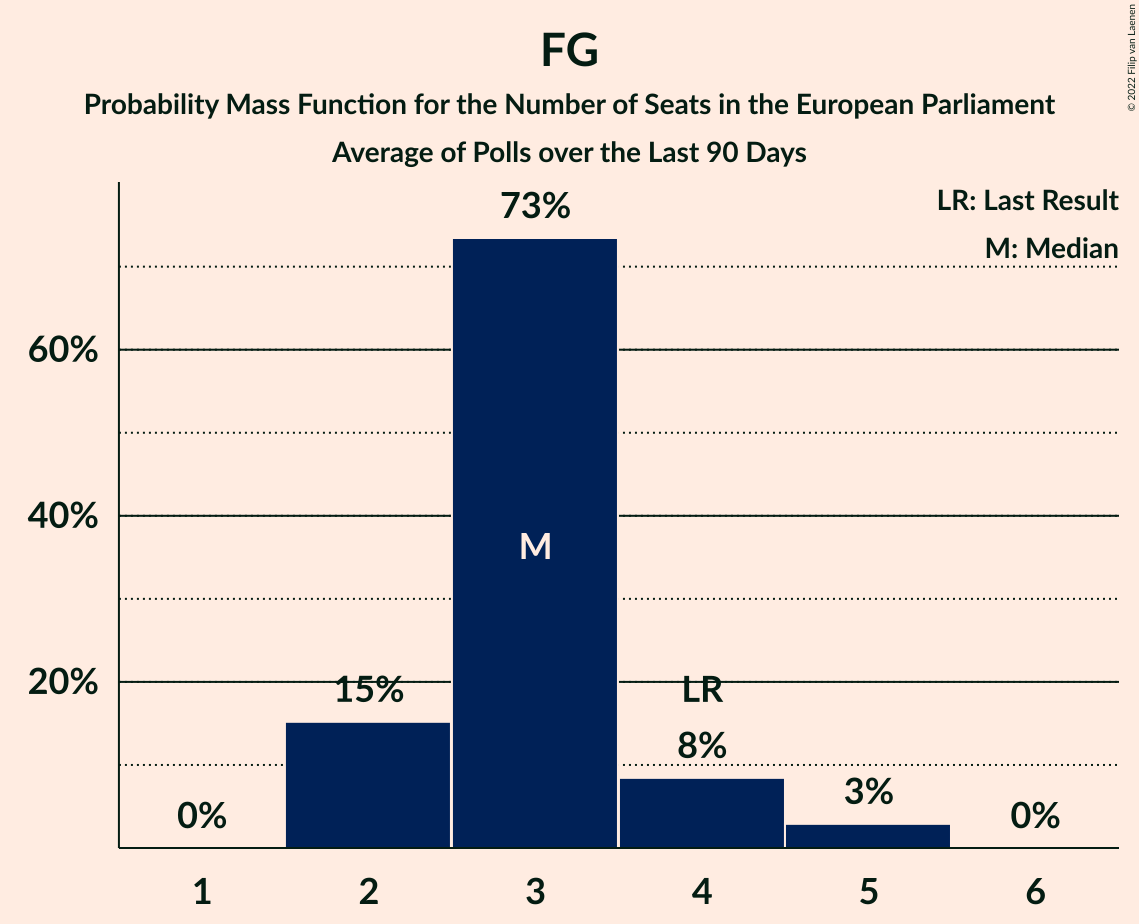 FG
Probability Mass Function for the Number of Seats in the European Parliament
Average of Polls over the Last 90 Days
© 2022 Filip van Laenen
LR: Last Result
M: Median
73%
60%
M
40%
20%
15%
LR
8%
3%
0%
0%
1 2 3 4 5 6